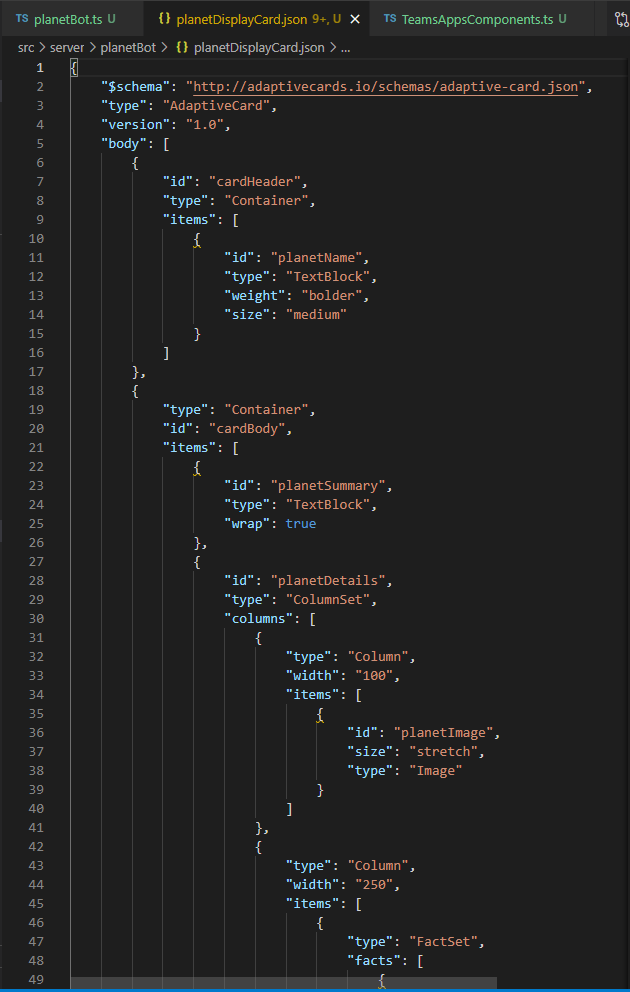 TS planetBot.ts U {} planetDisplayCard.json 9+, U TS TeamsAppsComponents.ts U
src > server > planetBot > {} planetDisplayCard.json > ...
1 {
2 "$schema": "http://adaptivecards.io/schemas/adaptive-card.json",
3 "type": "AdaptiveCard",
4 "version": "1.0",
5 "body": [
6 {
7 "id": "cardHeader",
8 "type": "Container",
9 "items": [
10 {
11 "id": "planetName",
12 "type": "TextBlock",
13 "weight": "bolder",
14 "size": "medium"
15 }
16 ]
17 },
18 {
19 "type": "Container",
20 "id": "cardBody",
21 "items": [
22 {
23 "id": "planetSummary",
24 "type": "TextBlock",
25 "wrap": true
26 },
27 {
28 "id": "planetDetails",
29 "type": "ColumnSet",
30 "columns": [
31 {
32 "type": "Column",
33 "width": "100",
34 "items": [
35 {
36 "id": "planetImage",
37 "size": "stretch",
38 "type": "Image"
39 }
40 ]
41 },
42 {
43 "type": "Column",
44 "width": "250",
45 "items": [
46 {
47 "type": "FactSet",
48 "facts": [
49 {